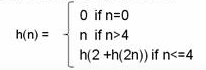 0 if n=0
h(n) = n if n>4
h(2 +h(2n)) if n<=4